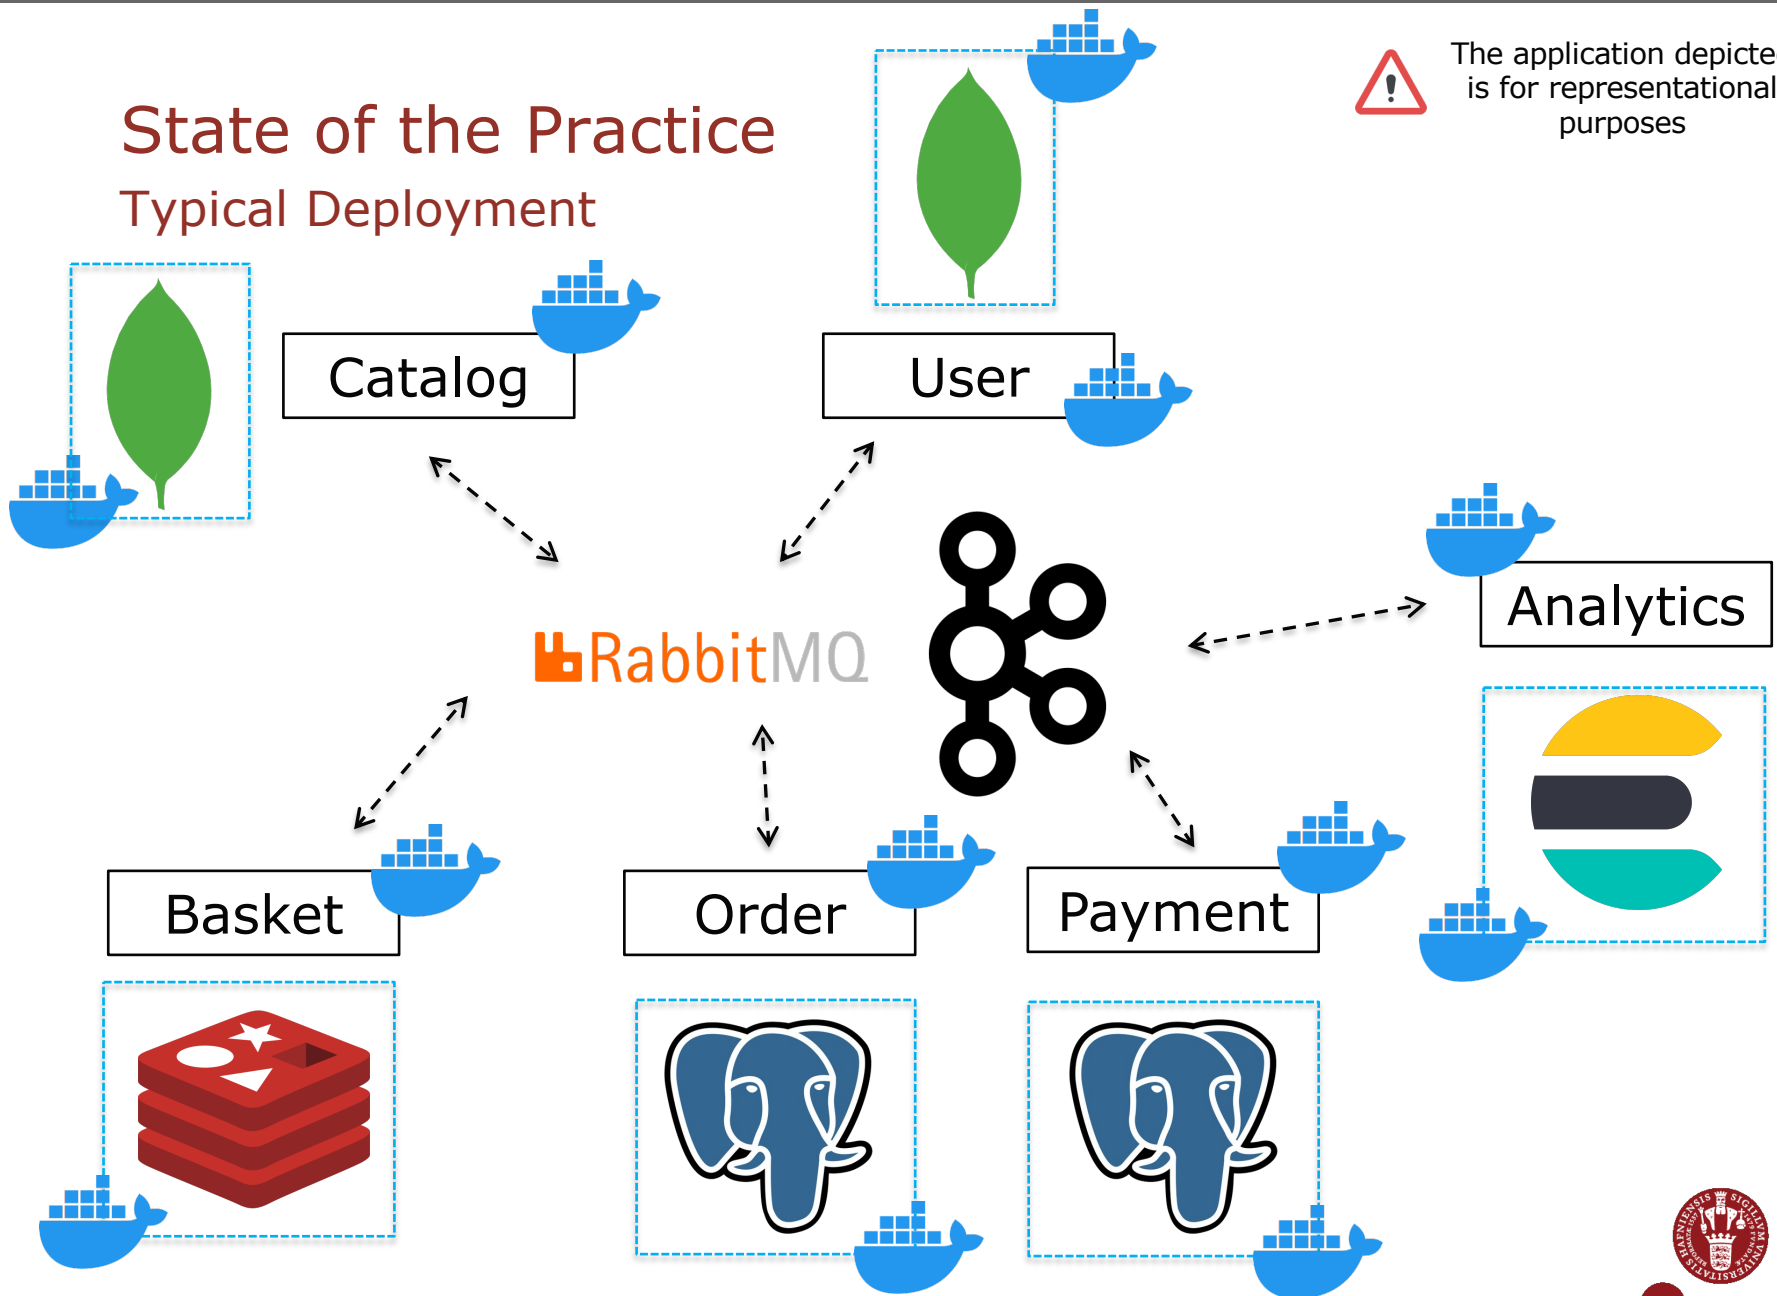 State of the Practice
Typical Deployment
The application depicte
is for representational
purposes
Catalog
User
Analytics
RabbitMQ
Basket
Order
Payment